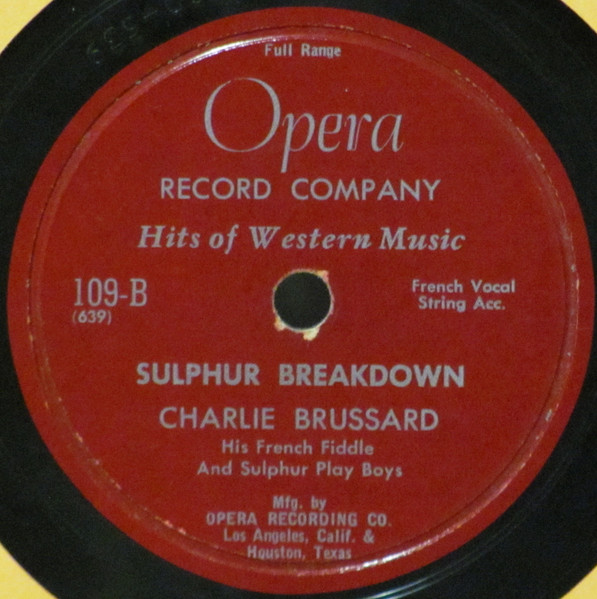 Full Range
Opera
RECORD COMPANY
Hits of Western Music
109-B
(639)
French Vocal
String Acc.
SULPHUR BREAKDOWN
CHARLIE BRUSSARD
His French Fiddle
And Sulphur Play Boys
Mfg. by
OPERA RECORDING CO.
Los Angeles, Calif. &
Houston, Texas